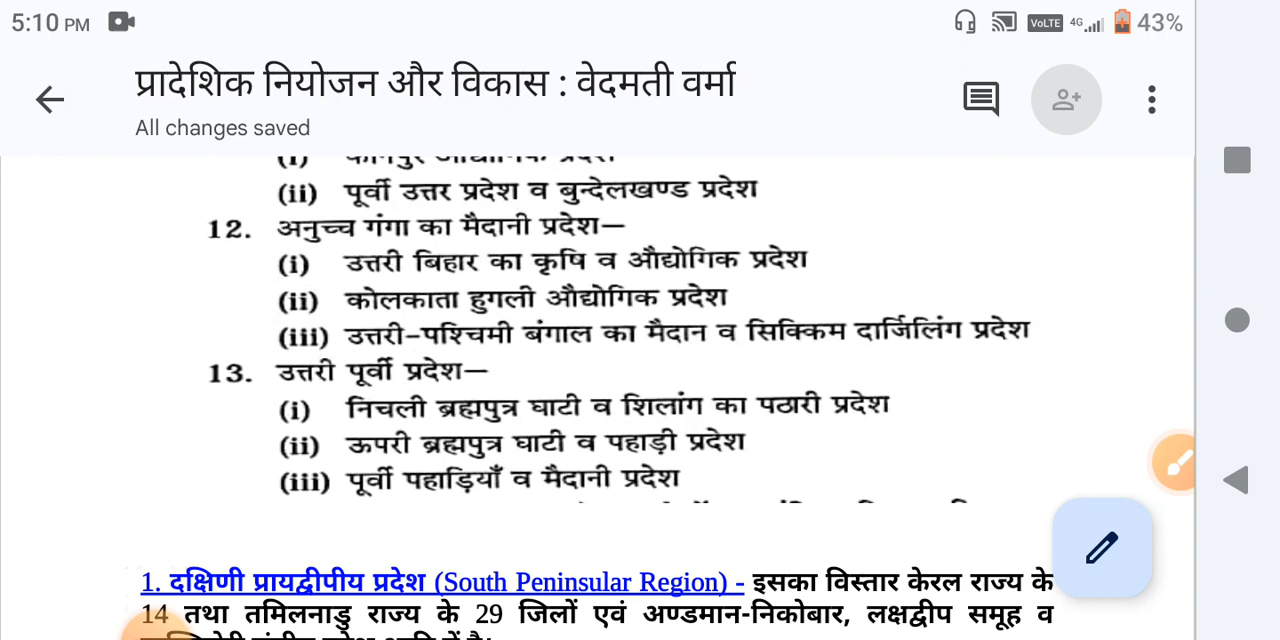 5:10 PM VoLTE 4G 43%
प्रादेशिक नियोजन और विकास : वेदमती वर्मा
All changes saved
(ii) पूर्वी उत्तर प्रदेश व बुन्देलखण्ड प्रदेश
12. अनुच्च गंगा का मैदानी प्रदेश—
(i) उत्तरी बिहार का कृषि व औद्योगिक प्रदेश
(ii) कोलकाता हुगली औद्योगिक प्रदेश
(iii) उत्तरी-पश्चिमी बंगाल का मैदान व सिक्किम दार्जिलिंग प्रदेश
13. उत्तरी पूर्वी प्रदेश—
(i) निचली ब्रह्मपुत्र घाटी व शिलांग का पठारी प्रदेश
(ii) ऊपरी ब्रह्मपुत्र घाटी व पहाड़ी प्रदेश
(iii) पूर्वी पहाड़ियाँ व मैदानी प्रदेश
1. दक्षिणी प्रायद्वीपीय प्रदेश (South Peninsular Region) - इसका विस्तार केरल राज्य के
14 तथा तमिलनाडु राज्य के 29 जिलों एवं अण्डमान-निकोबार, लक्षद्वीप समूह व